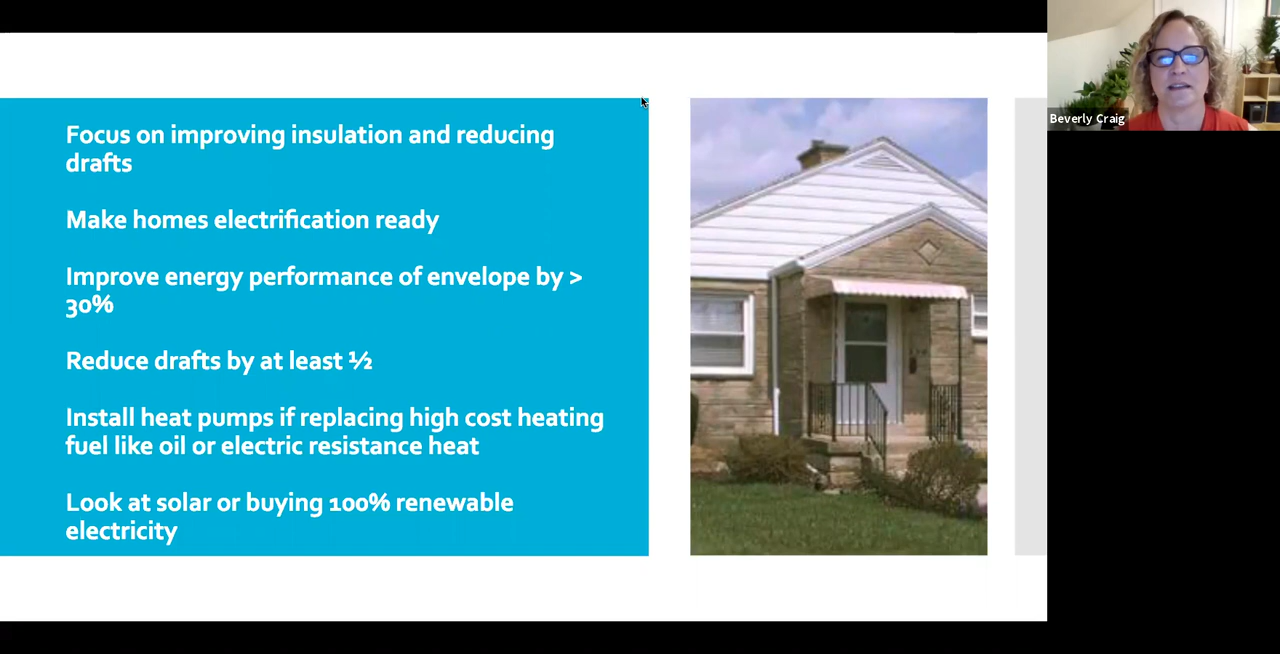 Focus on improving insulation and reducing
drafts
Make homes electrification ready
Improve energy performance of envelope by >
30%
Reduce drafts by at least ½
Install heat pumps if replacing high cost heating
fuel like oil or electric resistance heat
Look at solar or buying 100% renewable
electricity
Beverly Craig